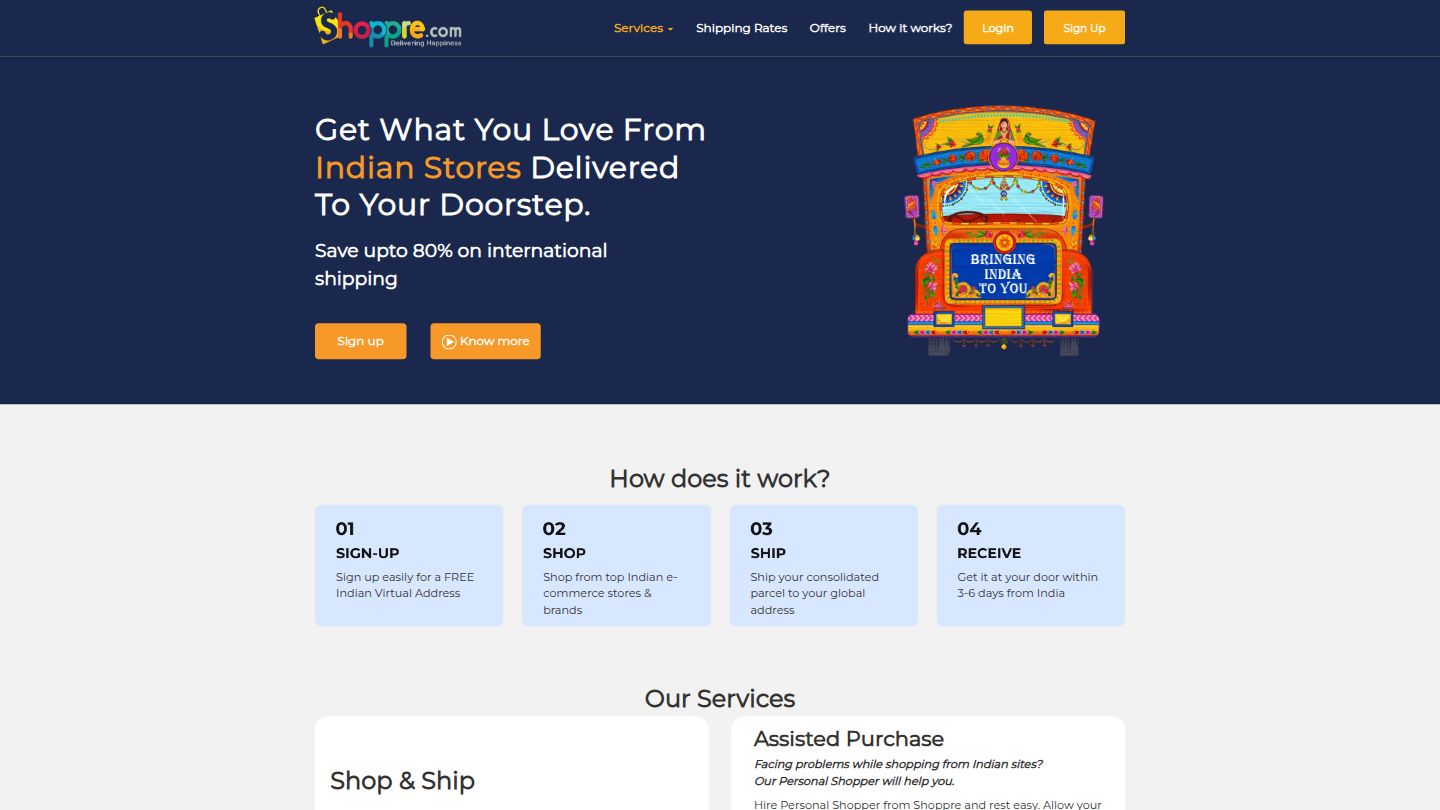 Shoppre.com
Delivering Happiness
Services
Shipping Rates
Offers
How it works?
Login
Sign Up
Get What You Love From
Indian Stores Delivered
To Your Doorstep.
Save upto 80% on international
shipping
Sign up
Know more
BRINGING
INDIA
TO YOU
How does it work?
01
SIGN-UP
Sign up easily for a FREE
Indian Virtual Address
02
SHOP
Shop from top Indian e-
commerce stores &
brands
03
SHIP
Ship your consolidated
parcel to your global
address
04
RECEIVE
Get it at your door within
3-6 days from India
Our Services
Shop & Ship
Assisted Purchase
Facing problems while shopping from Indian sites?
Our Personal Shopper will help you.
Hire Personal Shopper from Shoppre and rest easy. Allow your